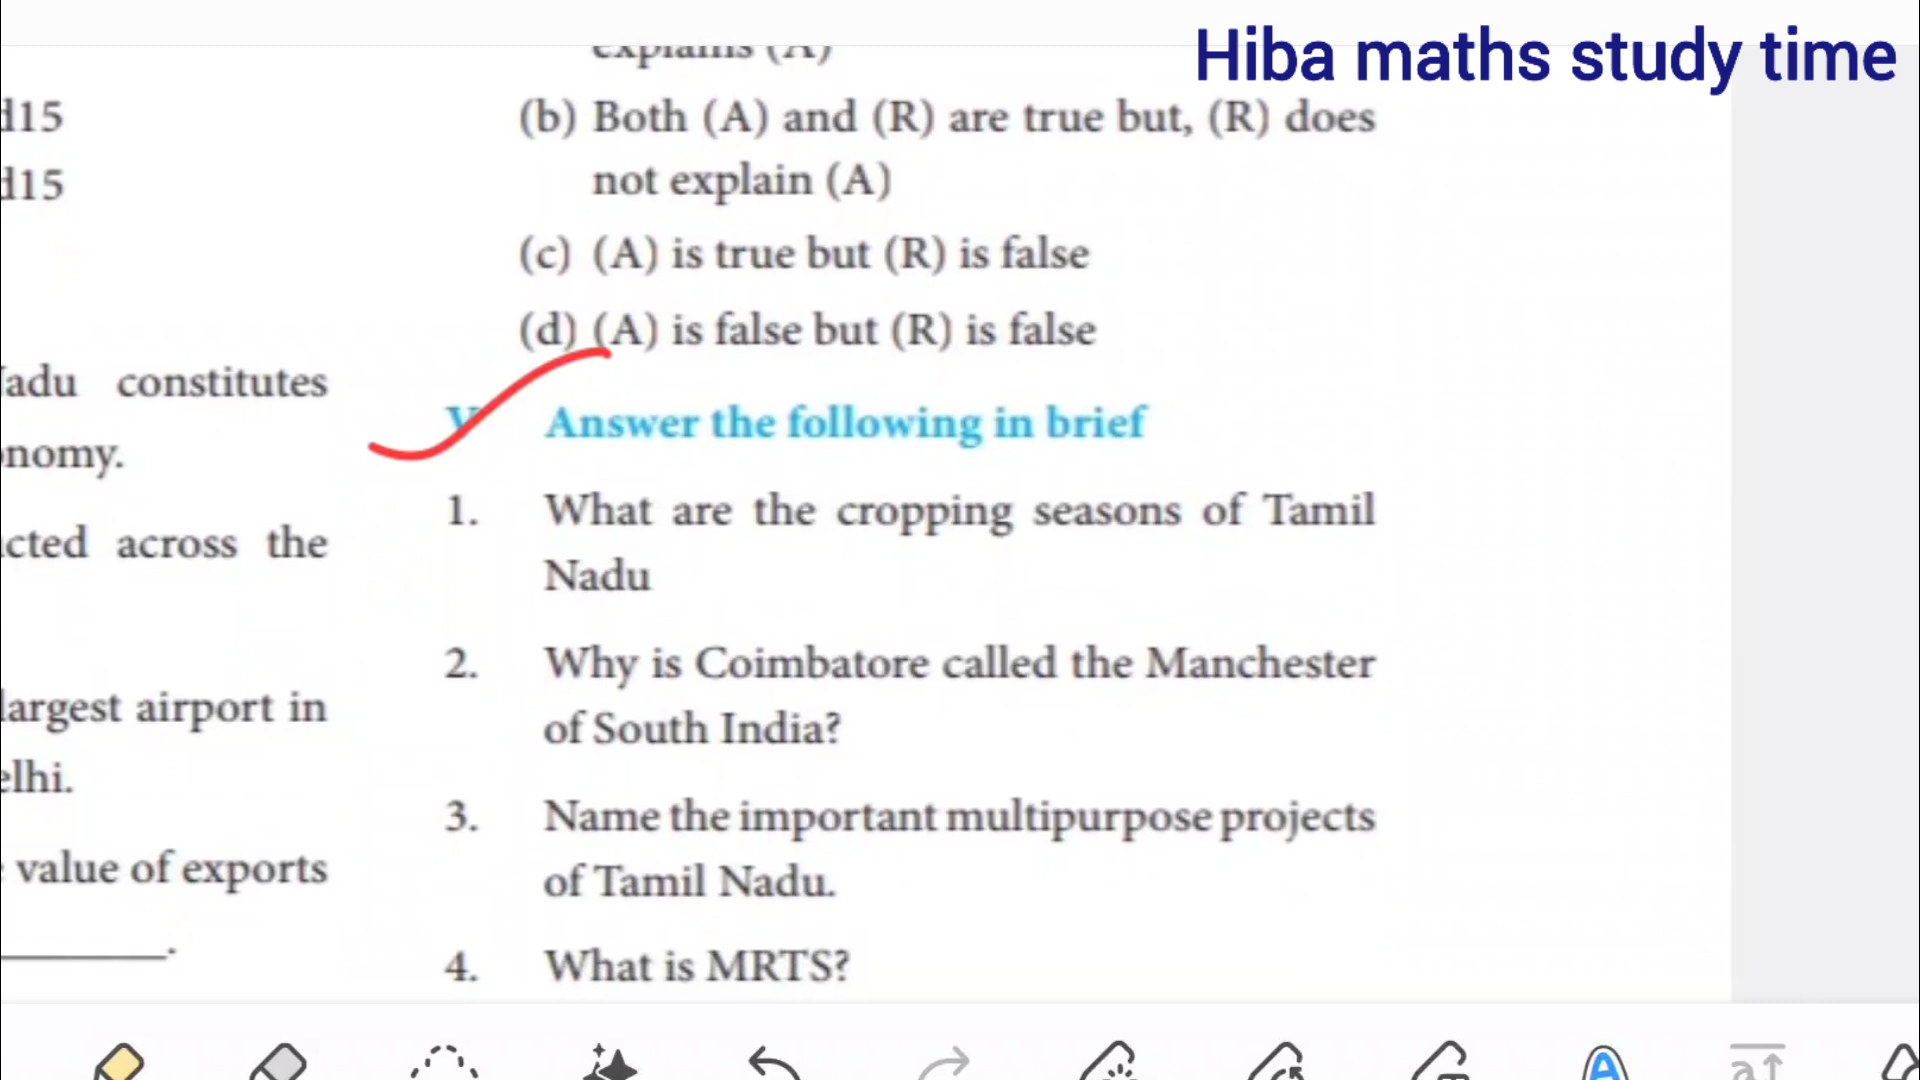 Hiba maths study time
explains (A)
(b) Both (A) and (R) are true but, (R) does
not explain (A)
(c) (A) is true but (R) is false
(d) (A) is false but (R) is false
V Answer the following in brief
1. What are the cropping seasons of Tamil
Nadu
2. Why is Coimbatore called the Manchester
of South India?
3. Name the important multipurpose projects
of Tamil Nadu.
4. What is MRTS?
d15
d15
adu constitutes
nomy.
cted across the
largest airport in
elhi.
value of exports
.
A
a